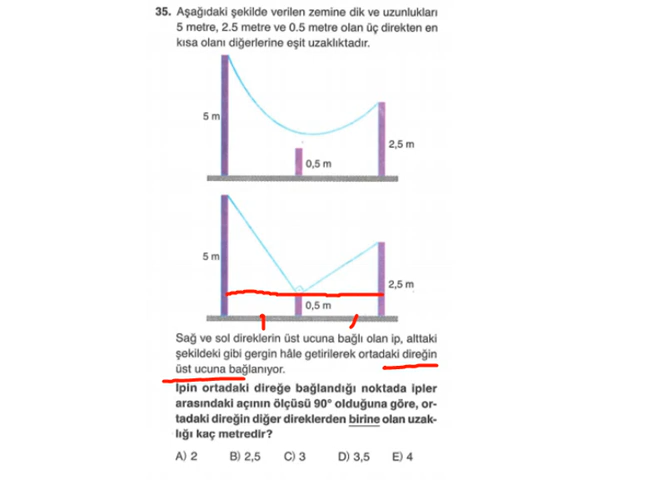 35. Aşağıdaki şekilde verilen zemine dik ve uzunlukları
5 metre, 2.5 metre ve 0.5 metre olan üç direkten en
kısa olanı diğerlerine eşit uzaklıktadır.
5 m
2,5 m
0,5 m
5 m
2,5 m
0,5 m
Sağ ve sol direklerin üst ucuna bağlı olan ip, alttaki
şekildeki gibi gergin hâle getirilerek ortadaki direğin
üst ucuna bağlanıyor.
İpin ortadaki direğe bağlandığı noktada ipler
arasındaki açının ölçüsü 90° olduğuna göre, or-
tadaki direğin diğer direklerden birine olan uzak-
lığı kaç metredir?
A) 2 B) 2,5 C) 3 D) 3,5 E) 4